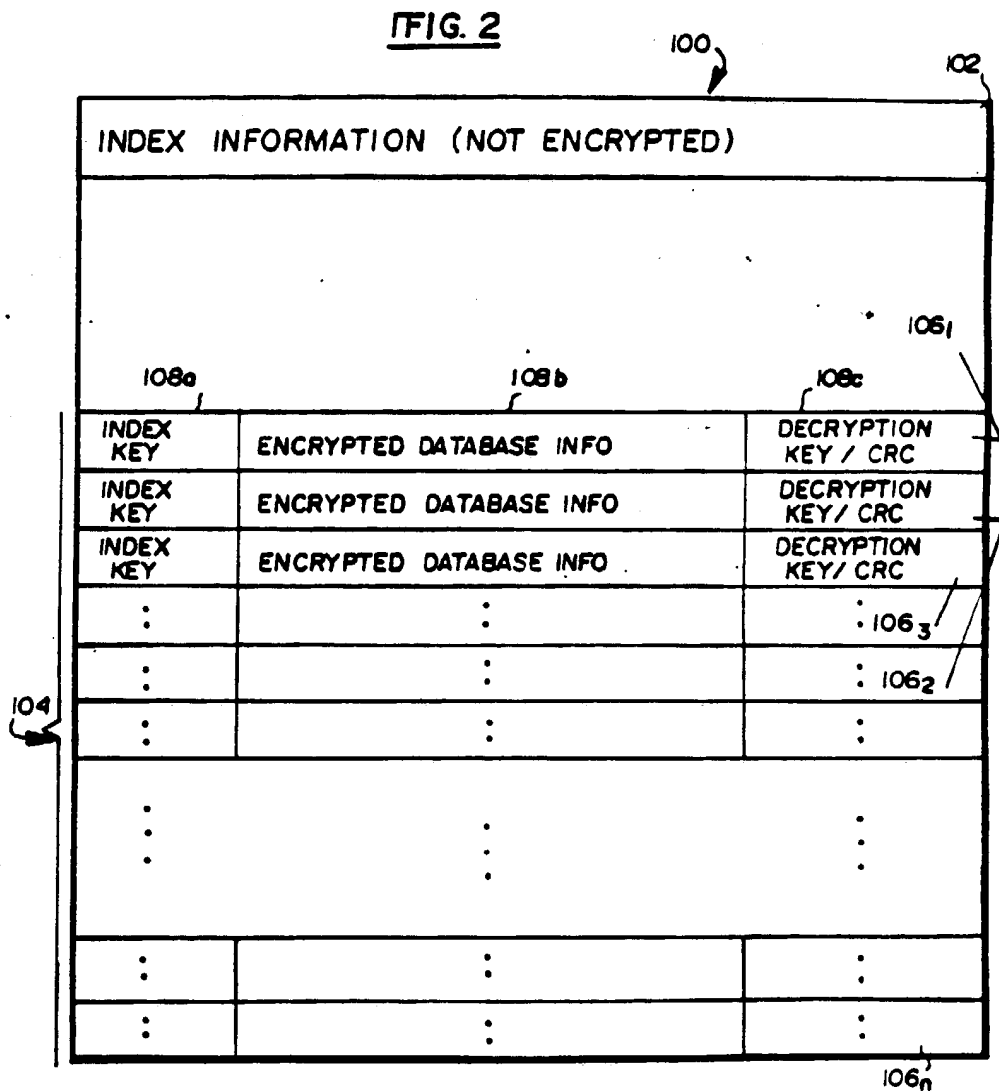 FIG. 2
100
102
INDEX INFORMATION (NOT ENCRYPTED)
106₁
108a 108b 108c
INDEX KEY ENCRYPTED DATABASE INFO DECRYPTION KEY / CRC
INDEX KEY ENCRYPTED DATABASE INFO DECRYPTION KEY/ CRC
INDEX KEY ENCRYPTED DATABASE INFO DECRYPTION KEY/ CRC
106₃
106₂
104
106ₙ